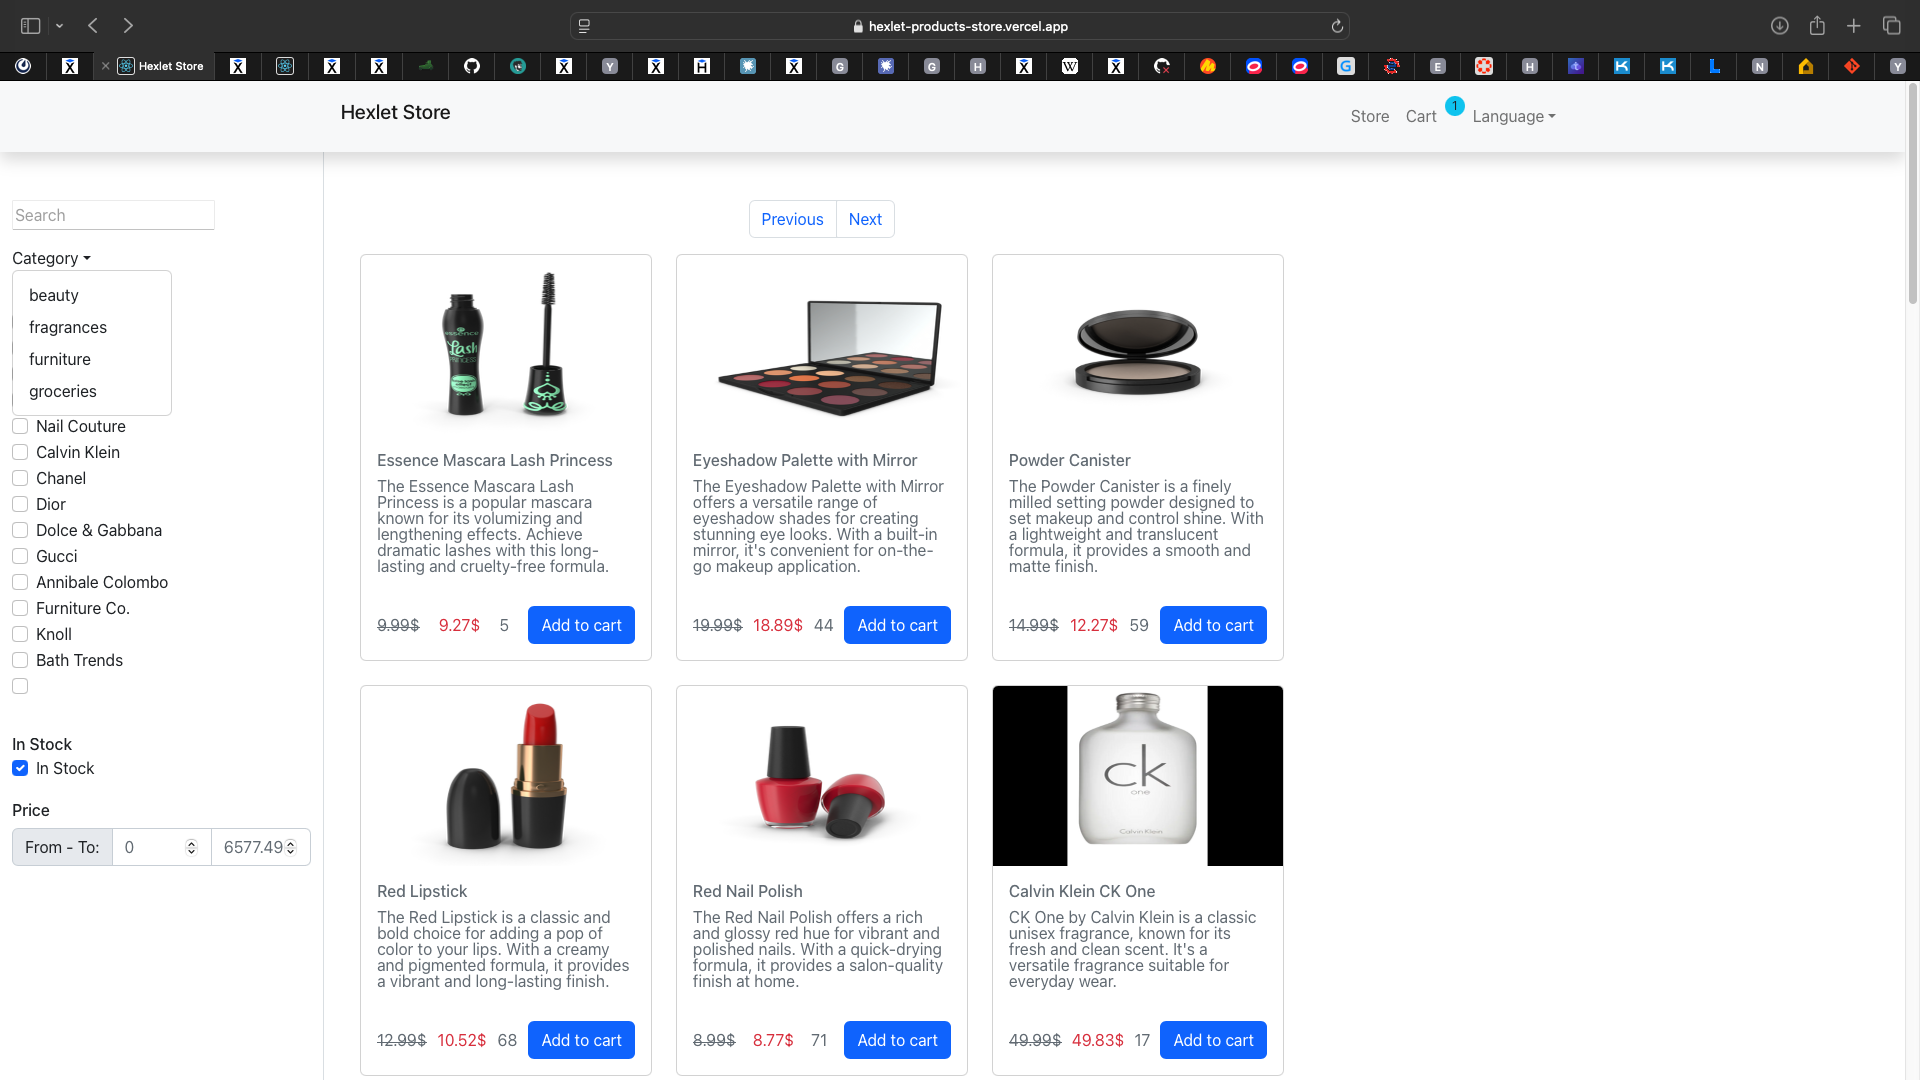 hexlet-products-store.vercel.app
Hexlet Store
Hexlet Store
Store
Cart
1
Language
Search
Category
beauty
fragrances
furniture
groceries
Nail Couture
Calvin Klein
Chanel
Dior
Dolce & Gabbana
Gucci
Annibale Colombo
Furniture Co.
Knoll
Bath Trends
In Stock
In Stock
Price
From - To:
0
6577.49
Previous
Next
essence
Lash
PRINCESS
Essence Mascara Lash Princess
The Essence Mascara Lash
Princess is a popular mascara
known for its volumizing and
lengthening effects. Achieve
dramatic lashes with this long-
lasting and cruelty-free formula.
9.99$ 9.27$ 5 Add to cart
Eyeshadow Palette with Mirror
The Eyeshadow Palette with Mirror
offers a versatile range of
eyeshadow shades for creating
stunning eye looks. With a built-in
mirror, it's convenient for on-the-
go makeup application.
19.99$ 18.89$ 44 Add to cart
Powder Canister
The Powder Canister is a finely
milled setting powder designed to
set makeup and control shine. With
a lightweight and translucent
formula, it provides a smooth and
matte finish.
14.99$ 12.27$ 59 Add to cart
Red Lipstick
The Red Lipstick is a classic and
bold choice for adding a pop of
color to your lips. With a creamy
and pigmented formula, it provides
a vibrant and long-lasting finish.
12.99$ 10.52$ 68 Add to cart
Red Nail Polish
The Red Nail Polish offers a rich
and glossy red hue for vibrant and
polished nails. With a quick-drying
formula, it provides a salon-quality
finish at home.
8.99$ 8.77$ 71 Add to cart
ck
one
Calvin Klein
Calvin Klein CK One
CK One by Calvin Klein is a classic
unisex fragrance, known for its
fresh and clean scent. It's a
versatile fragrance suitable for
everyday wear.
49.99$ 49.83$ 17 Add to cart